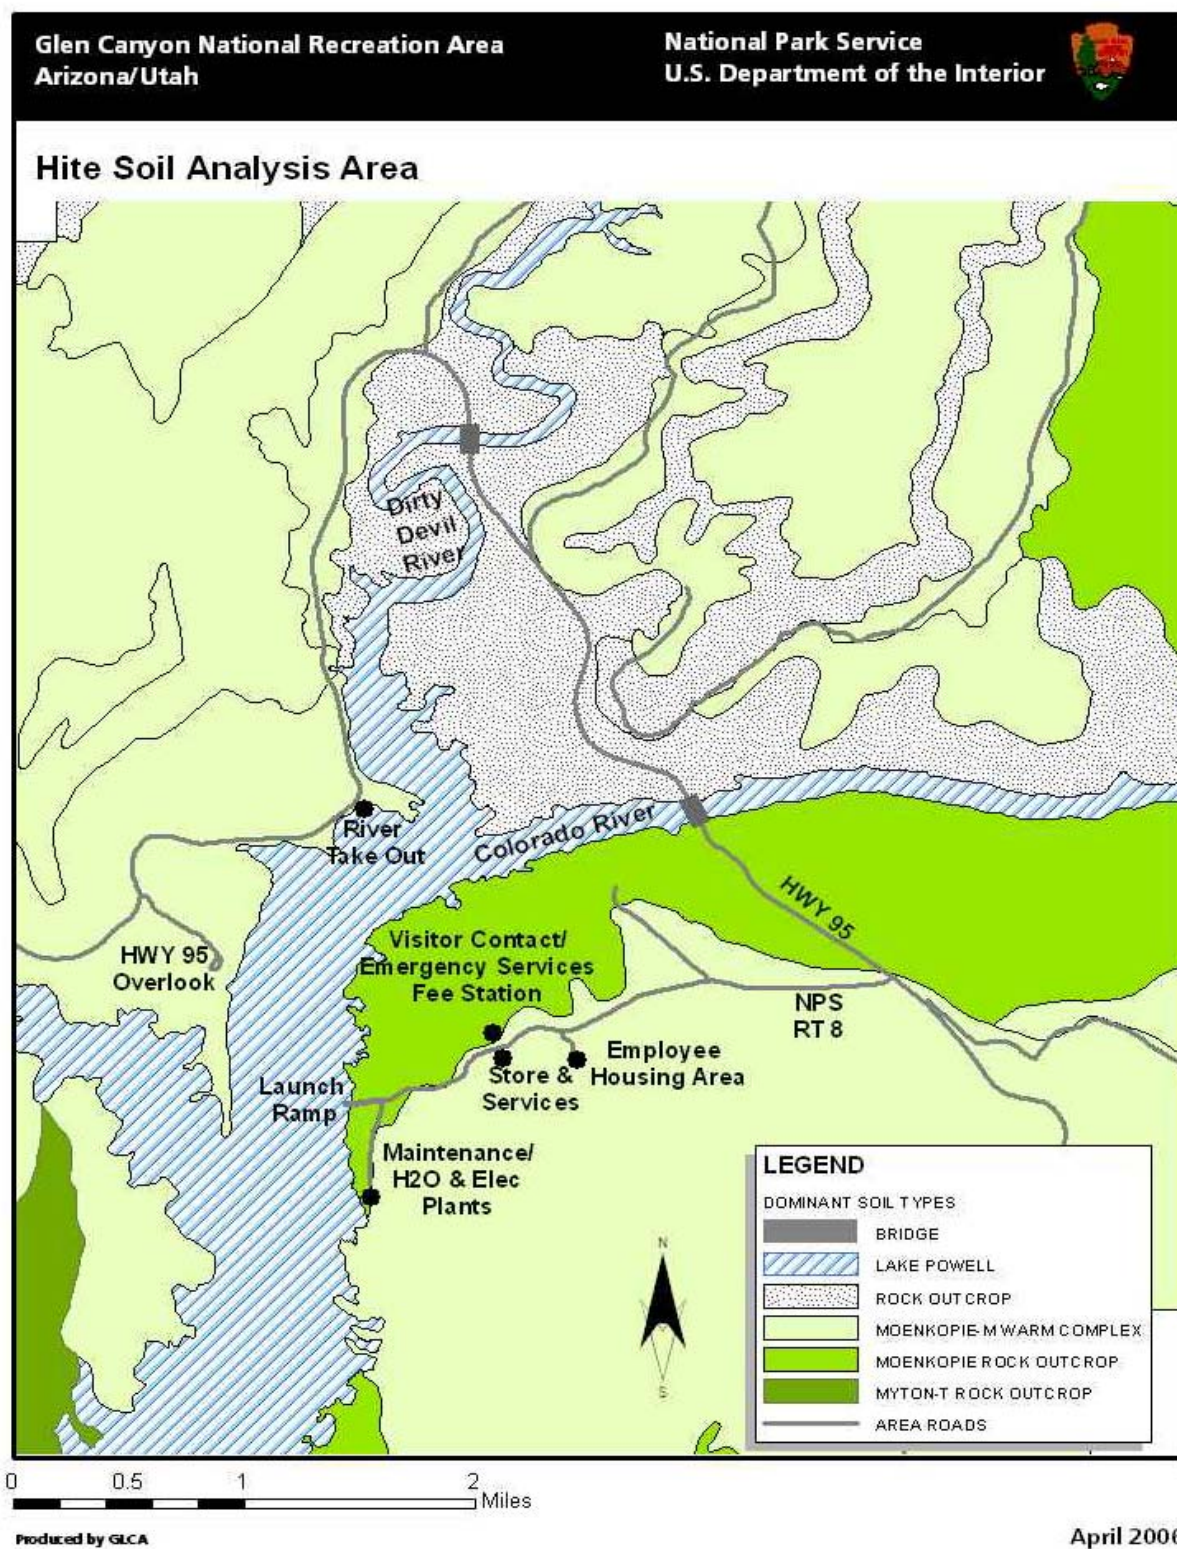 Glen Canyon National Recreation Area
Arizona/Utah
National Park Service
U.S. Department of the Interior
Hite Soil Analysis Area
Dirty
Devil
River
River
Take Out
Colorado River
HWY 95
HWY 95
Overlook
Visitor Contact/
Emergency Services
Fee Station
NPS
RT 8
Launch
Ramp
Store &
Services
Employee
Housing Area
Maintenance/
H2O & Elec
Plants
N
S
LEGEND
DOMINANT SOIL TYPES
BRIDGE
LAKE POWELL
ROCK OUTCROP
MOENKOPIE-M WARM COMPLEX
MOENKOPIE ROCK OUTCROP
MYTON-T ROCK OUTCROP
AREA ROADS
0 0.5 1 2
Miles
Produced by GLCA
April 2006